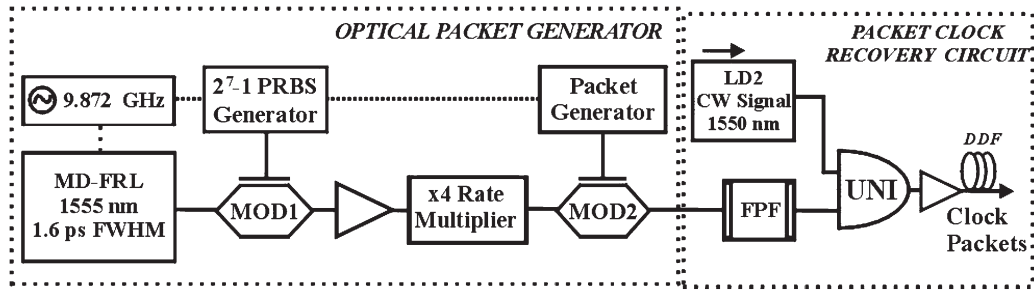 OPTICAL PACKET GENERATOR
PACKET CLOCK
RECOVERY CIRCUIT
9.872 GHz
2⁷-1 PRBS
Generator
Packet
Generator
LD2
CW Signal
1550 nm
MD-FRL
1555 nm
1.6 ps FWHM
MOD1
x4 Rate
Multiplier
MOD2
FPF
UNI
DDF
Clock
Packets